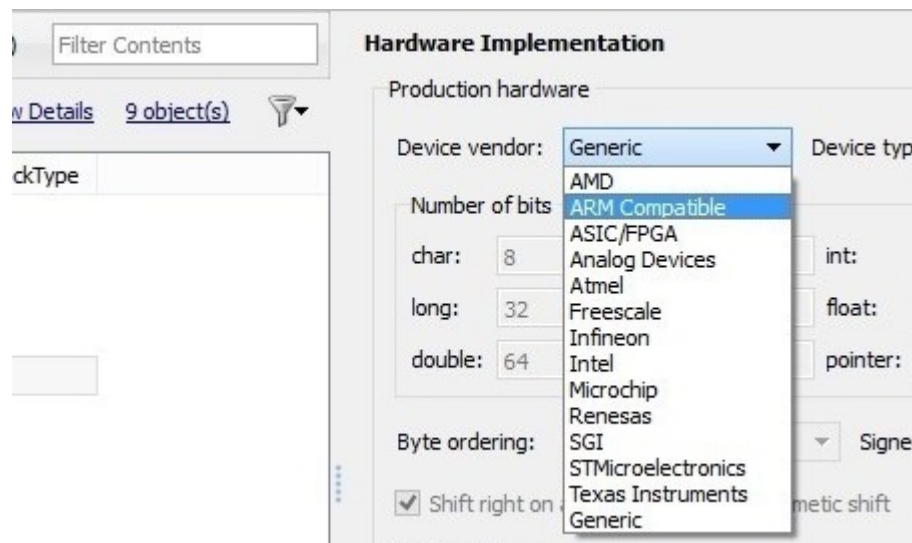 )
Filter Contents
w Details 9 object(s)
ckType
Hardware Implementation
Production hardware
Device vendor: Generic Device typ
AMD
ARM Compatible
ASIC/FPGA
Analog Devices
Atmel
Freescale
Infineon
Intel
Microchip
Renesas
SGI
STMicroelectronics
Texas Instruments
Generic
Number of bits
char: 8 int:
long: 32 float:
double: 64 pointer:
Byte ordering: Signe
Shift right on a metic shift